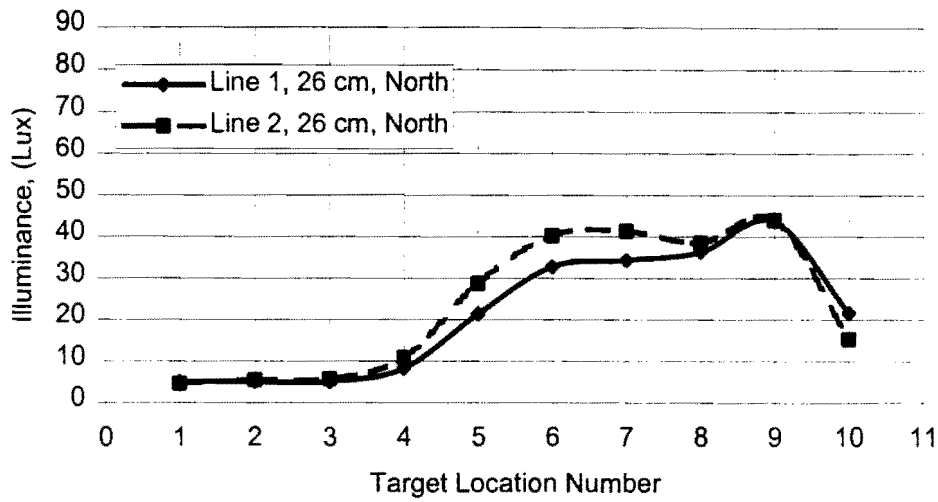 90
80
70
60
50
40
30
20
10
0
Illuminance, (Lux)
Line 1, 26 cm, North
Line 2, 26 cm, North
0 1 2 3 4 5 6 7 8 9 10 11
Target Location Number